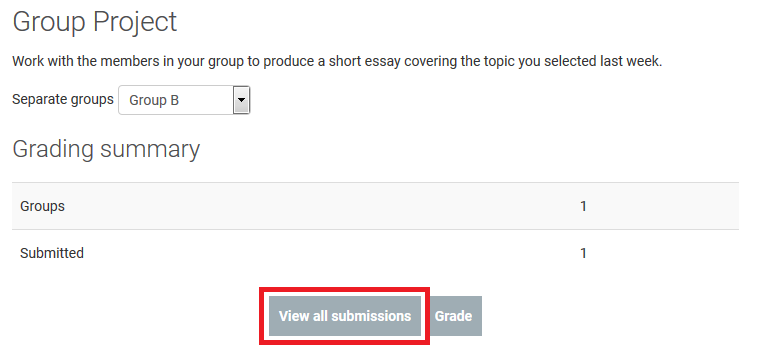 Group Project
Work with the members in your group to produce a short essay covering the topic you selected last week.
Separate groups Group B
Grading summary
Groups 1
Submitted 1
View all submissions Grade